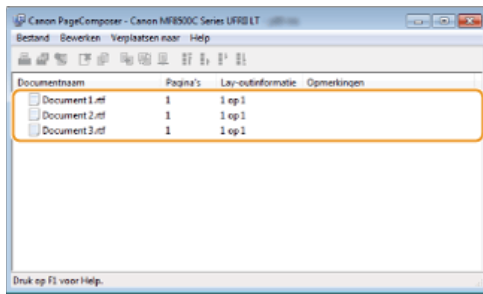 Canon PageComposer - Canon MF8500C Series UFRII LT
Bestand Bewerken Verplaatsen naar Help
Documentnaam Pagina's Lay-outinformatie Opmerkingen
Document 1.rtf 1 1 op 1
Document 2.rtf 1 1 op 1
Document 3.rtf 1 1 op 1
Druk op F1 voor Help.